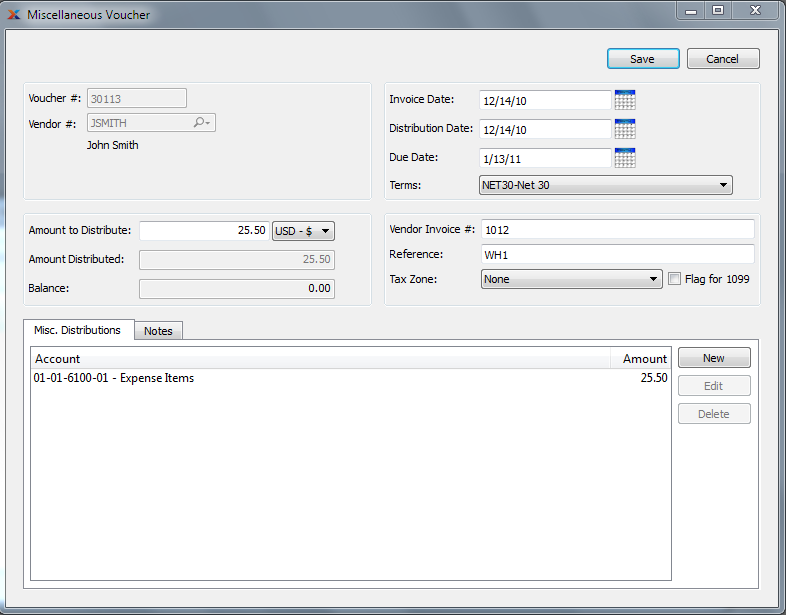 Miscellaneous Voucher
Save
Cancel
Voucher #: 30113
Vendor #: JSMITH
John Smith
Invoice Date: 12/14/10
Distribution Date: 12/14/10
Due Date: 1/13/11
Terms: NET30-Net 30
Amount to Distribute: 25.50 USD - $
Amount Distributed: 25.50
Balance: 0.00
Vendor Invoice #: 1012
Reference: WH1
Tax Zone: None Flag for 1099
Misc. Distributions Notes
Account Amount
01-01-6100-01 - Expense Items 25.50
New
Edit
Delete